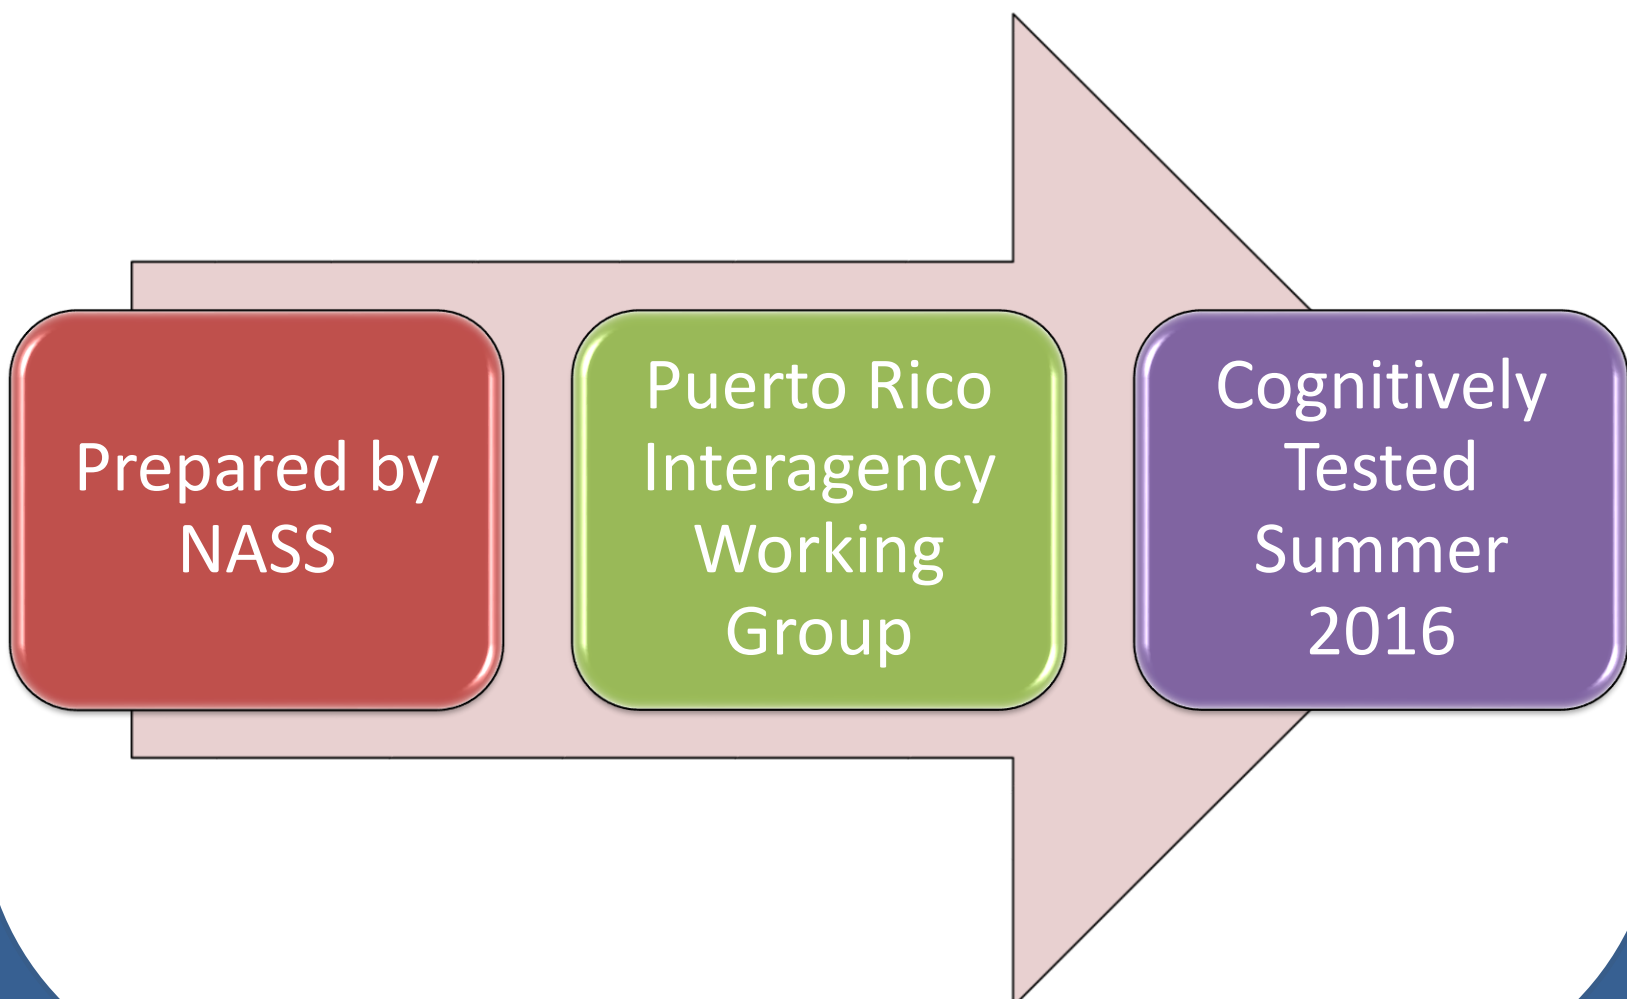 Prepared by
NASS
Puerto Rico
Interagency
Working
Group
Cognitively
Tested
Summer
2016